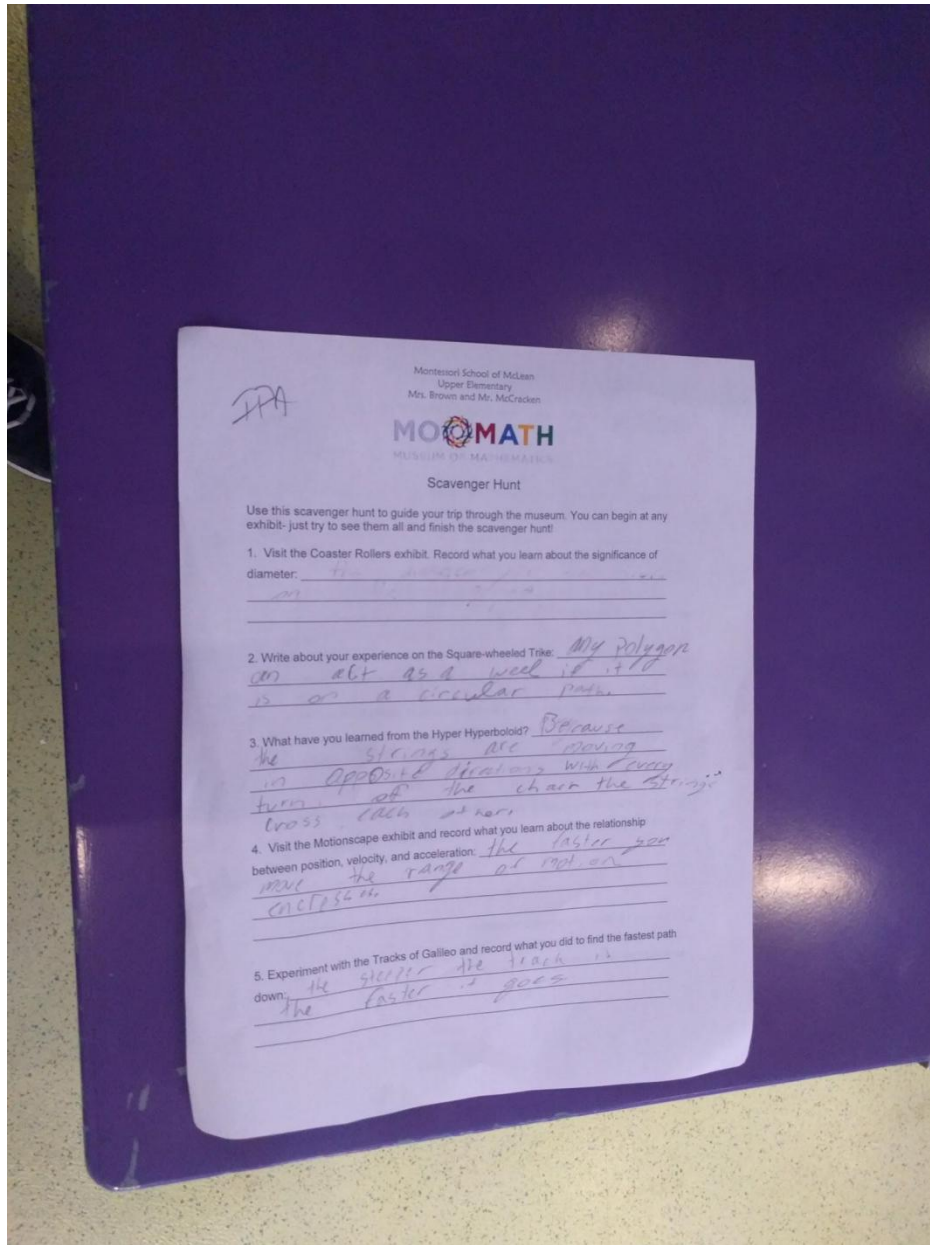 IPA
Montessori School of McLean
Upper Elementary
Mrs. Brown and Mr. McCracken
MOMATH
MUSEUM OF MATHEMATICS
Scavenger Hunt
Use this scavenger hunt to guide your trip through the museum. You can begin at any
exhibit- just try to see them all and finish the scavenger hunt!
1. Visit the Coaster Rollers exhibit. Record what you learn about the significance of
diameter: the
on
2. Write about your experience on the Square-wheeled Trike: Any polygon
can act as a weel if it
is on a circular path.
3. What have you learned from the Hyper Hyperboloid? Because
the strings are moving
in opposite directions with every
turn of the chair the strings
cross each other.
4. Visit the Motionscape exhibit and record what you learn about the relationship
between position, velocity, and acceleration: the faster you
move the range of motion
5. Experiment with the Tracks of Galileo and record what you did to find the fastest path
down: the steeper the track is
the faster it goes